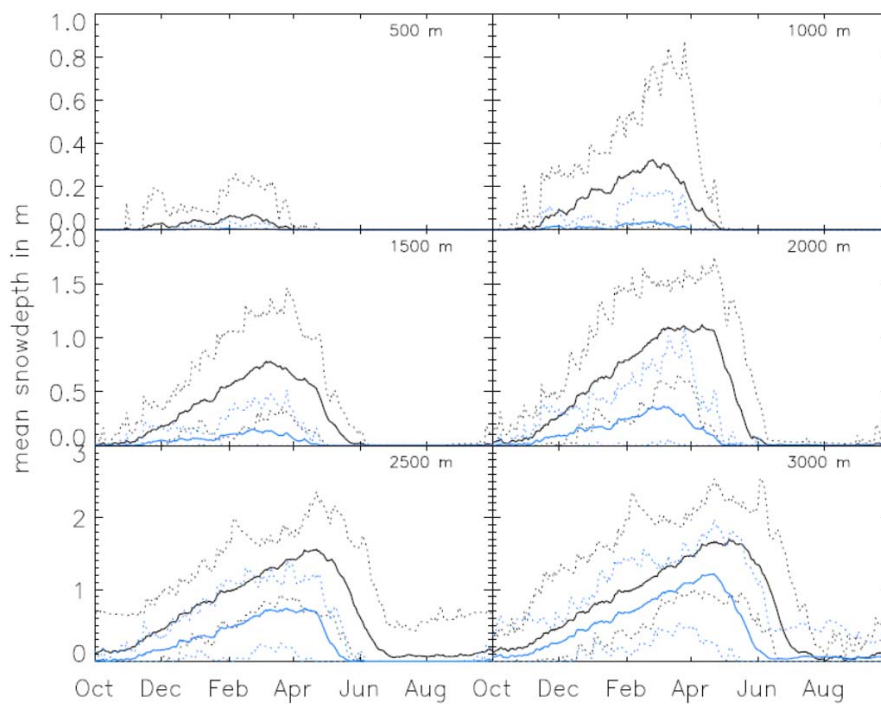 1.0 500 m 1000 m
0.8
0.6
0.4
0.2
0.0
2.0 1500 m 2000 m
1.5
1.0
0.5
0.0
3 2500 m 3000 m
2
1
0
mean snowdepth in m
Oct Dec Feb Apr Jun Aug Oct Dec Feb Apr Jun Aug